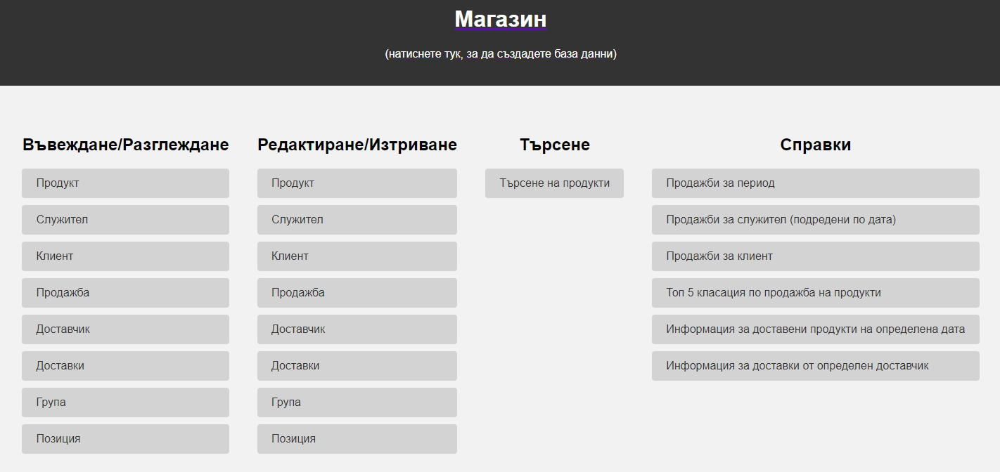 Магазин
(натиснете тук, за да създадете база данни)
Въвеждане/Разглеждане
Продукт
Служител
Клиент
Продажба
Доставчик
Доставки
Група
Позиция
Редактиране/Изтриване
Продукт
Служител
Клиент
Продажба
Доставчик
Доставки
Група
Позиция
Търсене
Търсене на продукти
Справки
Продажби за период
Продажби за служител (подредени по дата)
Продажби за клиент
Топ 5 класация по продажба на продукти
Информация за доставени продукти на определена дата
Информация за доставки от определен доставчик